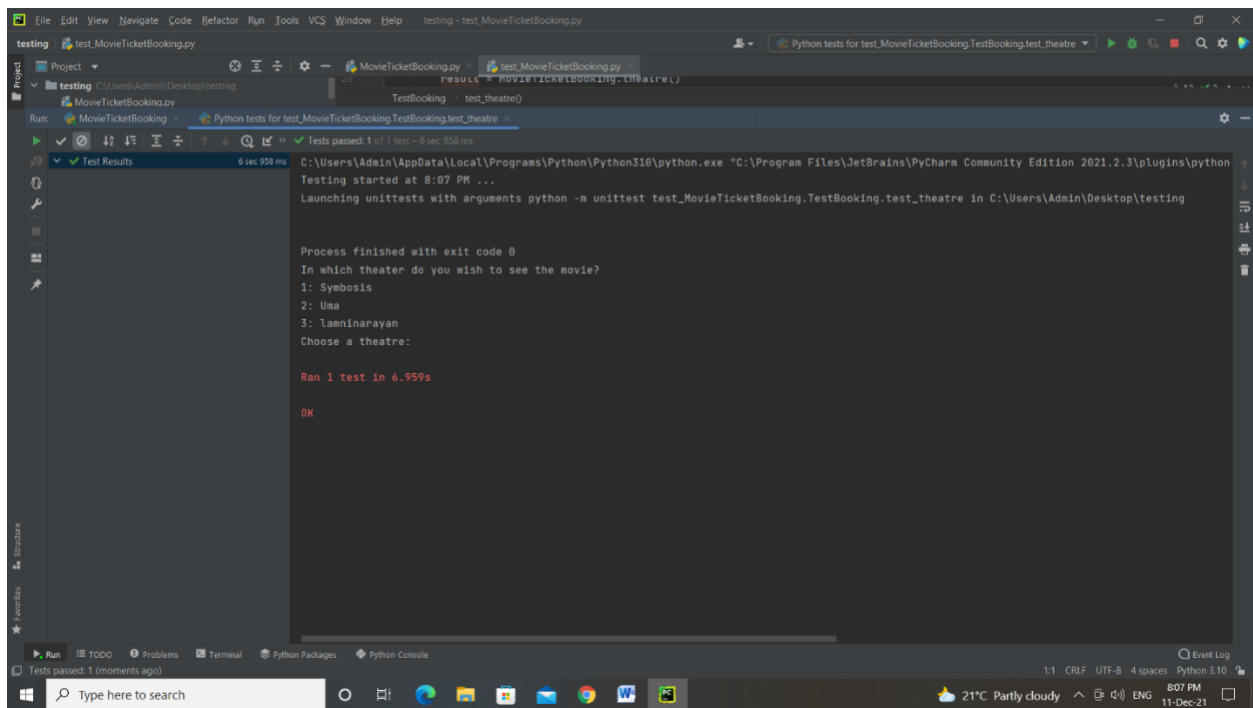 File Edit View Navigate Code Refactor Run Tools VCS Window Help testing - test_MovieTicketBooking.py
testing test_MovieTicketBooking.py Python tests for test_MovieTicketBooking.TestBooking.test_theatre
Project MovieTicketBooking.py test_MovieTicketBooking.py
testing C:\Users\Admin\Desktop\testing result = MovieTicketBooking.theatre()
MovieTicketBooking.py TestBooking test_theatre()
Run: MovieTicketBooking Python tests for test_MovieTicketBooking.TestBooking.test_theatre
Tests passed: 1 of 1 test – 6 sec 958 ms
Test Results 6 sec 958 ms C:\Users\Admin\AppData\Local\Programs\Python\Python310\python.exe "C:\Program Files\JetBrains\PyCharm Community Edition 2021.2.3\plugins\python
Testing started at 8:07 PM ...
Launching unittests with arguments python -m unittest test_MovieTicketBooking.TestBooking.test_theatre in C:\Users\Admin\Desktop\testing
Process finished with exit code 0
In which theater do you wish to see the movie?
1: Symbosis
2: Uma
3: lamninarayan
Choose a theatre:
Ran 1 test in 6.959s
OK
Project
Structure
Favorites
Run TODO Problems Terminal Python Packages Python Console Event Log
Tests passed: 1 (moments ago) 1:1 CRLF UTF-8 4 spaces Python 3.10
Type here to search 21°C Partly cloudy ENG 8:07 PM
11-Dec-21